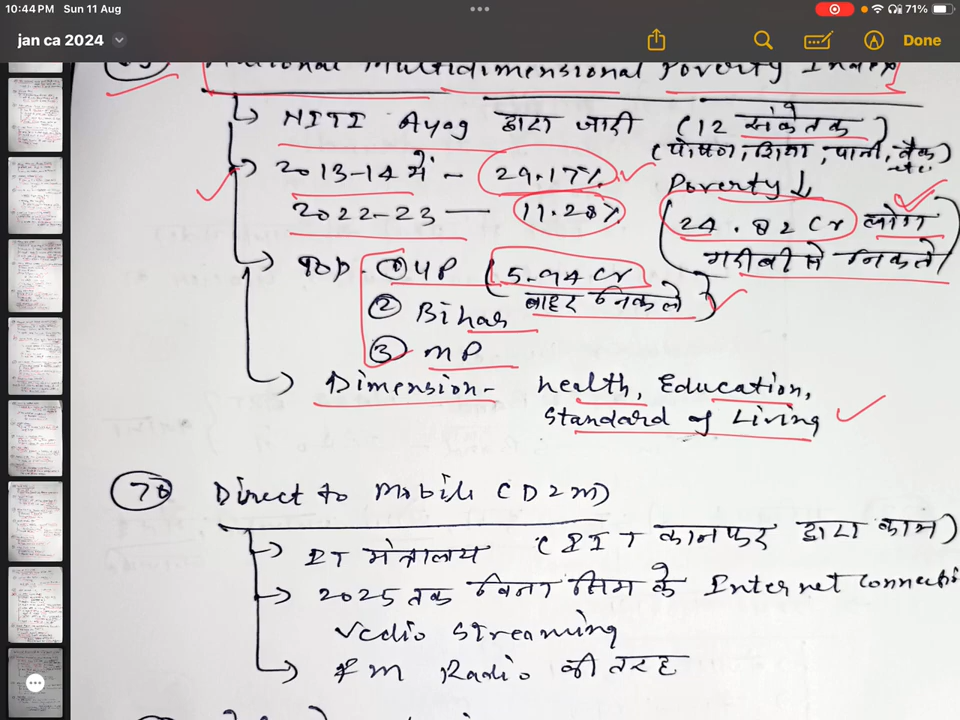 10:44 PM Sun 11 Aug
71%
jan ca 2024
Done
National Multidimensional Poverty Index
NITI Ayog द्वारा जारी (12 संकेतक)
(पोषण, शिक्षा, पानी, बैंक etc)
2013-14 में - 29.17%
Poverty ↓
2022-23 — 11.28%
(24.82 Cr लोग
गरीबी से निकले)
TOP - ① UP (5.94 Cr
बाहर निकले)
② Bihar
③ MP
Dimension - health, Education,
Standard of Living
70 Direct to Mobile (D2M)
IT मंत्रालय (IIT कानपुर द्वारा काम)
2025 तक बिना सिम के Internet connecti
Vedio Streaming
FM Radio की तरह